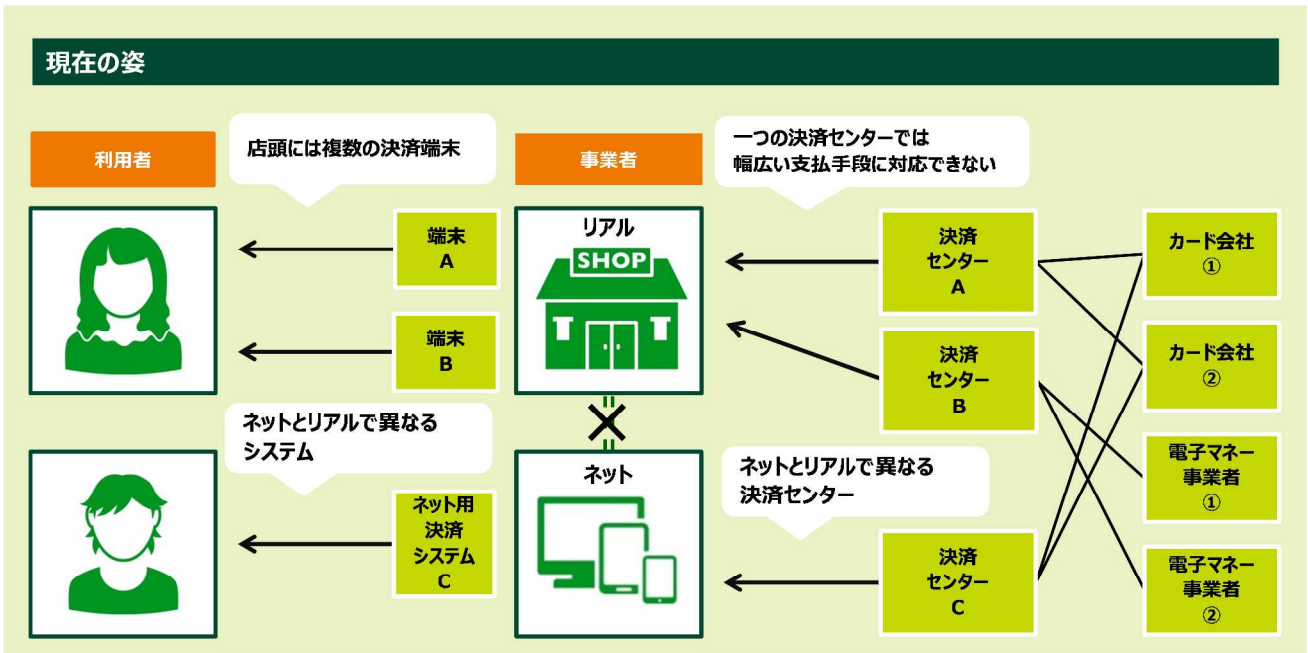 現在の姿
利用者
店頭には複数の決済端末
事業者
一つの決済センターでは
幅広い支払手段に対応できない
端末
A
リアル
SHOP
決済
センター
A
カード会社
①
端末
B
決済
センター
B
カード会社
②
ネットとリアルで異なる
システム
ネット
ネットとリアルで異なる
決済センター
電子マネー
事業者
①
ネット用
決済
システム
C
決済
センター
C
電子マネー
事業者
②